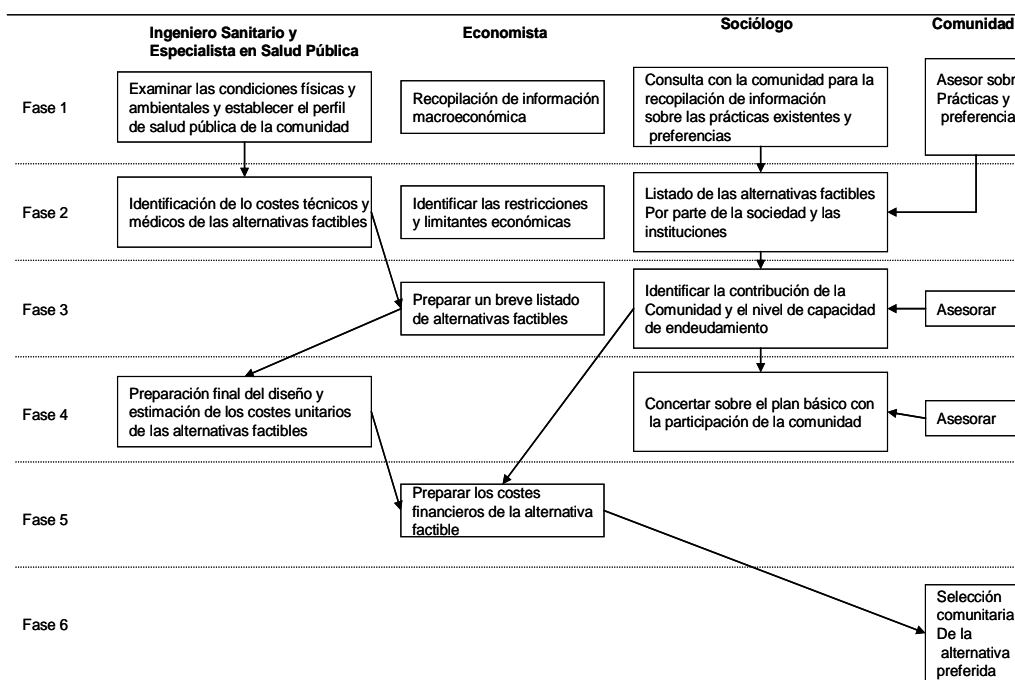 Ingeniero Sanitario y
Especialista en Salud Pública
Economista
Sociólogo
Comunidad
Fase 1
Examinar las condiciones físicas y
ambientales y establecer el perfil
de salud pública de la comunidad
Recopilación de información
macroeconómica
Consulta con la comunidad para la
recopilación de información
sobre las prácticas existentes y
preferencias
Asesor sobr
Prácticas y
preferencia
Fase 2
Identificación de lo costes técnicos y
médicos de las alternativas factibles
Identificar las restricciones
y limitantes económicas
Listado de las alternativas factibles
Por parte de la sociedad y las
instituciones
Fase 3
Preparar un breve listado
de alternativas factibles
Identificar la contribución de la
Comunidad y el nivel de capacidad
de endeudamiento
Asesorar
Fase 4
Preparación final del diseño y
estimación de los costes unitarios
de las alternativas factibles
Concertar sobre el plan básico con
la participación de la comunidad
Asesorar
Fase 5
Preparar los costes
financieros de la alternativa
factible
Fase 6
Selección
comunitaria
De la
alternativa
preferida